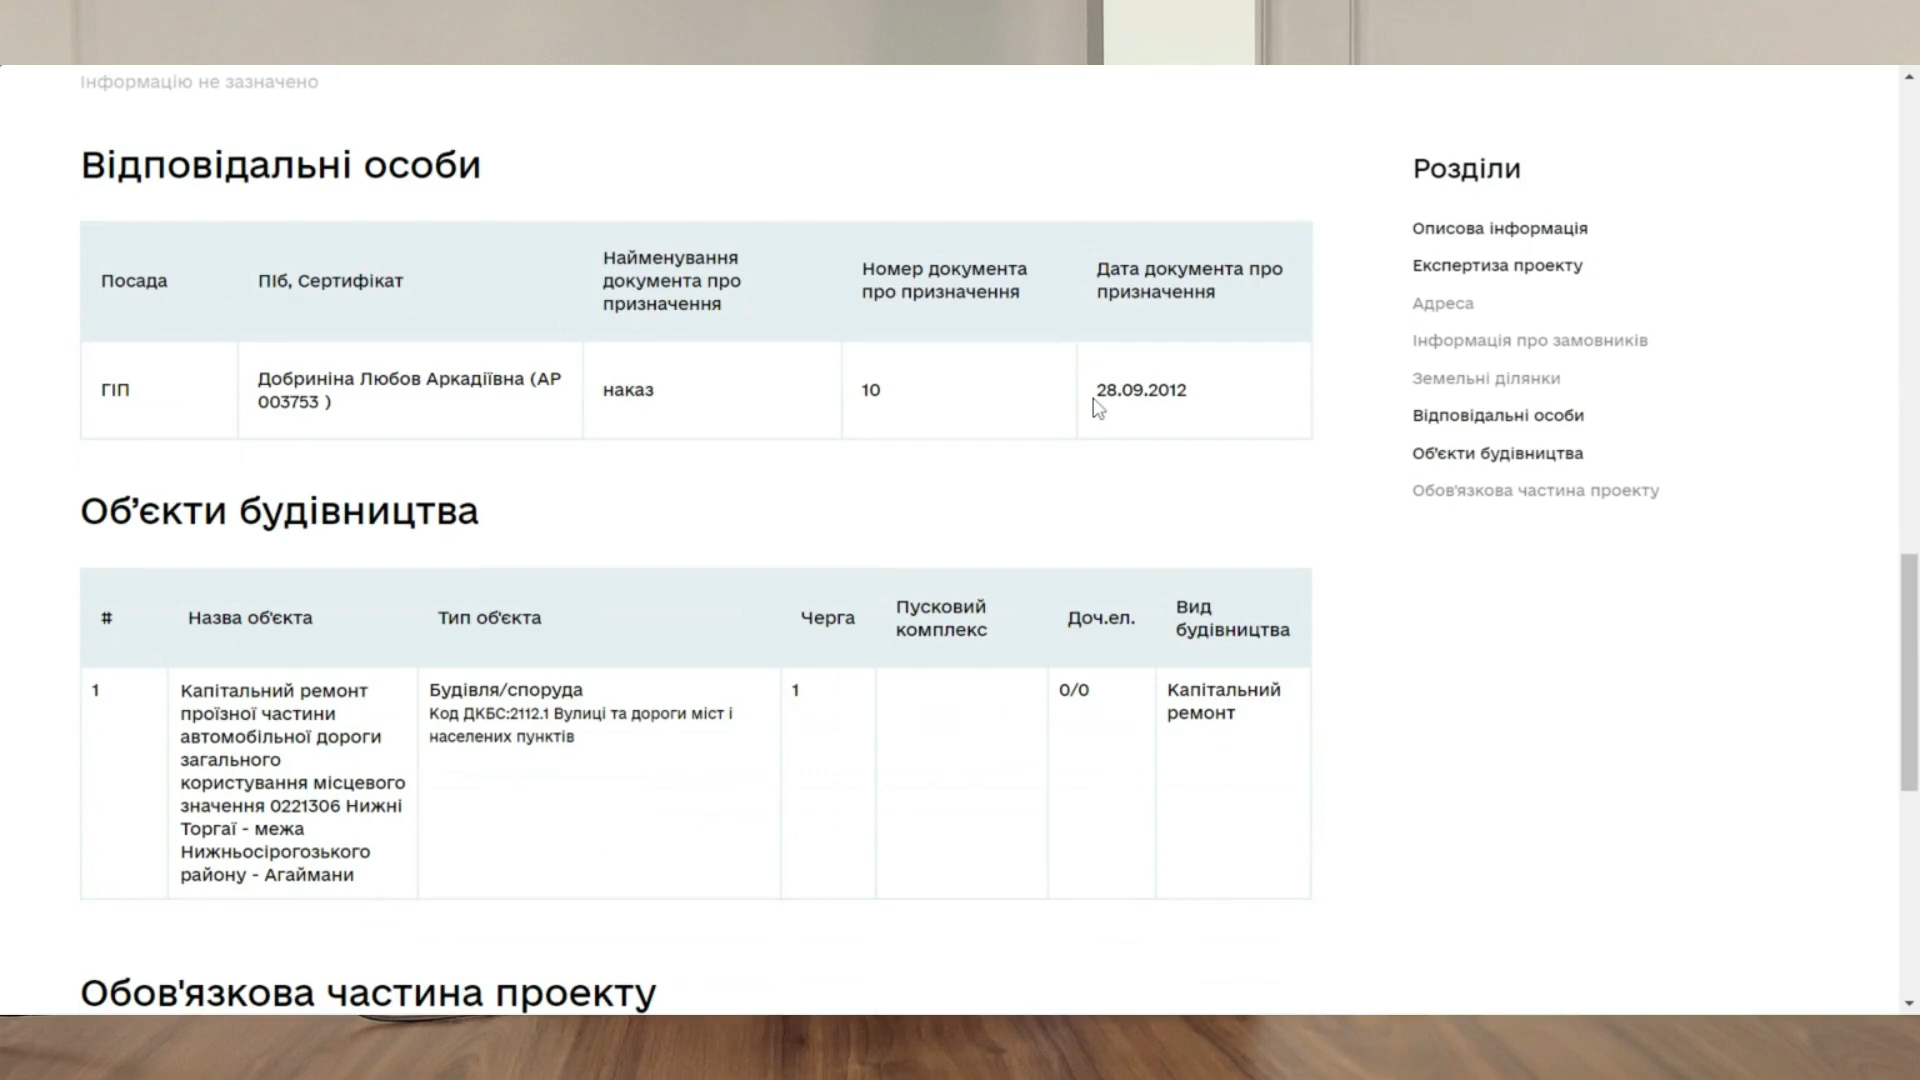 Інформацію не зазначено
Відповідальні особи
Посада
ПІб, Сертифікат
Найменування
документа про
призначення
Номер документа
про призначення
Дата документа про
призначення
ГІП
Добриніна Любов Аркадіївна (АР
003753 )
наказ
10
28.09.2012
Об’єкти будівництва
#
Назва об'єкта
Тип об'єкта
Черга
Пусковий
комплекс
Доч.ел.
Вид
будівництва
1
Капітальний ремонт
проїзної частини
автомобільної дороги
загального
користування місцевого
значення 0221306 Нижні
Торгаї - межа
Нижньосірогозького
району - Агаймани
Будівля/споруда
Код ДКБС:2112.1 Вулиці та дороги міст і
населених пунктів
1
0/0
Капітальний
ремонт
Обов'язкова частина проекту
Розділи
Описова інформація
Експертиза проекту
Адреса
Інформація про замовників
Земельні ділянки
Відповідальні особи
Об'єкти будівництва
Обов'язкова частина проекту